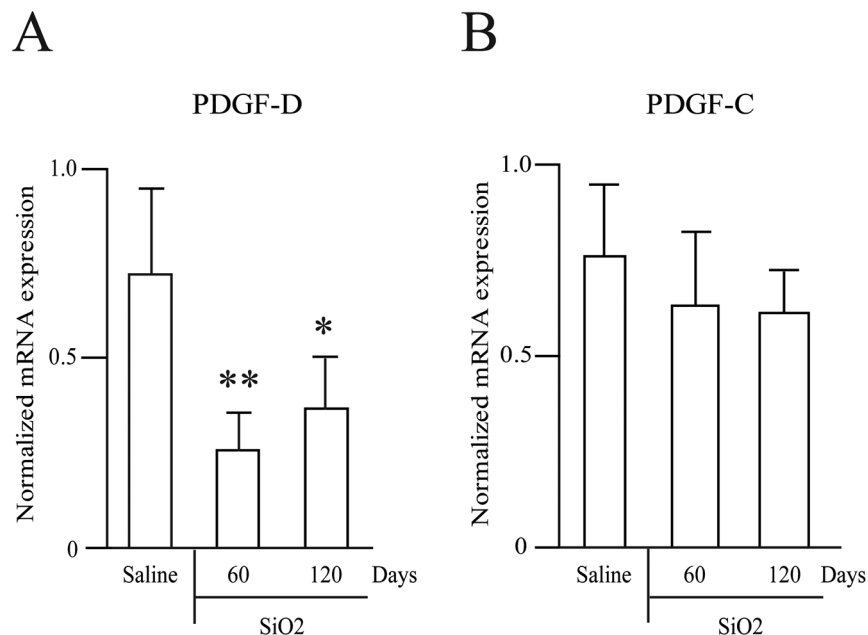 A
PDGF-D
Normalized mRNA expression
1.0
0.5
0
**
*
Saline 60 120 Days
SiO2
B
PDGF-C
Normalized mRNA expression
1.0
0.5
0
Saline 60 120 Days
SiO2